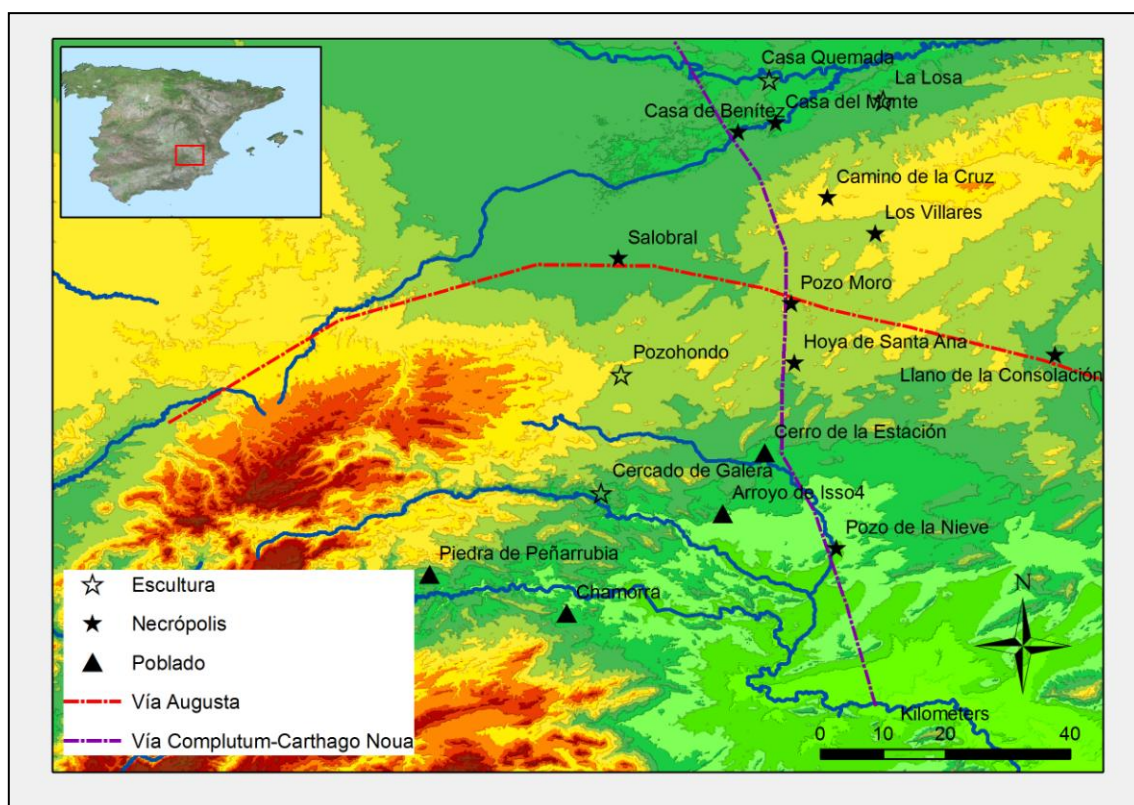 Casa Quemada
La Losa
Casa de Benítez
Casa del Monte
Camino de la Cruz
Los Villares
Salobral
Pozo Moro
Pozohondo
Hoya de Santa Ana
Llano de la Consolación
Cerro de la Estación
Cercado de Galera
Arroyo de Isso4
Pozo de la Nieve
Piedra de Peñarrubia
Chamorra
Escultura
Necrópolis
Poblado
Vía Augusta
Vía Complutum-Carthago Noua
N
Kilometers
0 10 20 40